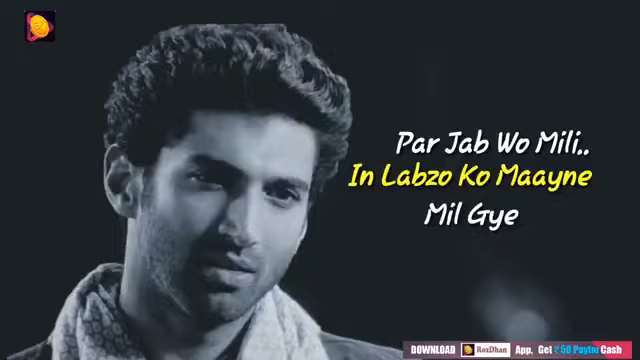 Par Jab Wo Mili..
In Labzo Ko Maayne
Mil Gye
DOWNLOAD RozDhan App. Get ₹50 Paytm Cash